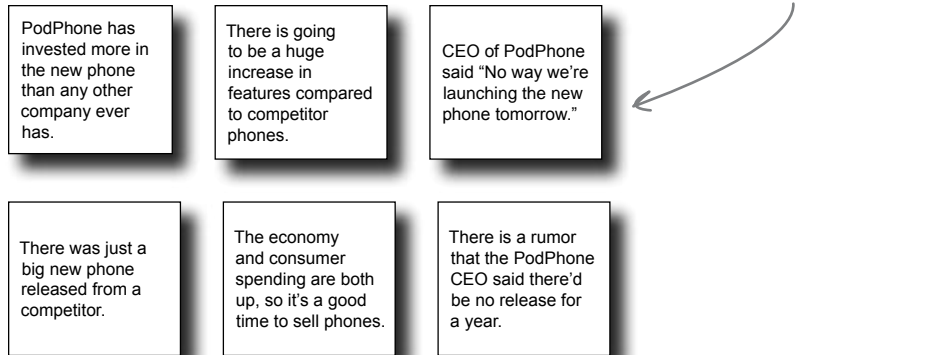 PodPhone has
invested more in
the new phone
than any other
company ever
has.
There is going
to be a huge
increase in
features compared
to competitor
phones.
CEO of PodPhone
said “No way we’re
launching the new
phone tomorrow.”
There was just a
big new phone
released from a
competitor.
The economy
and consumer
spending are both
up, so it’s a good
time to sell phones.
There is a rumor
that the PodPhone
CEO said there’d
be no release for
a year.